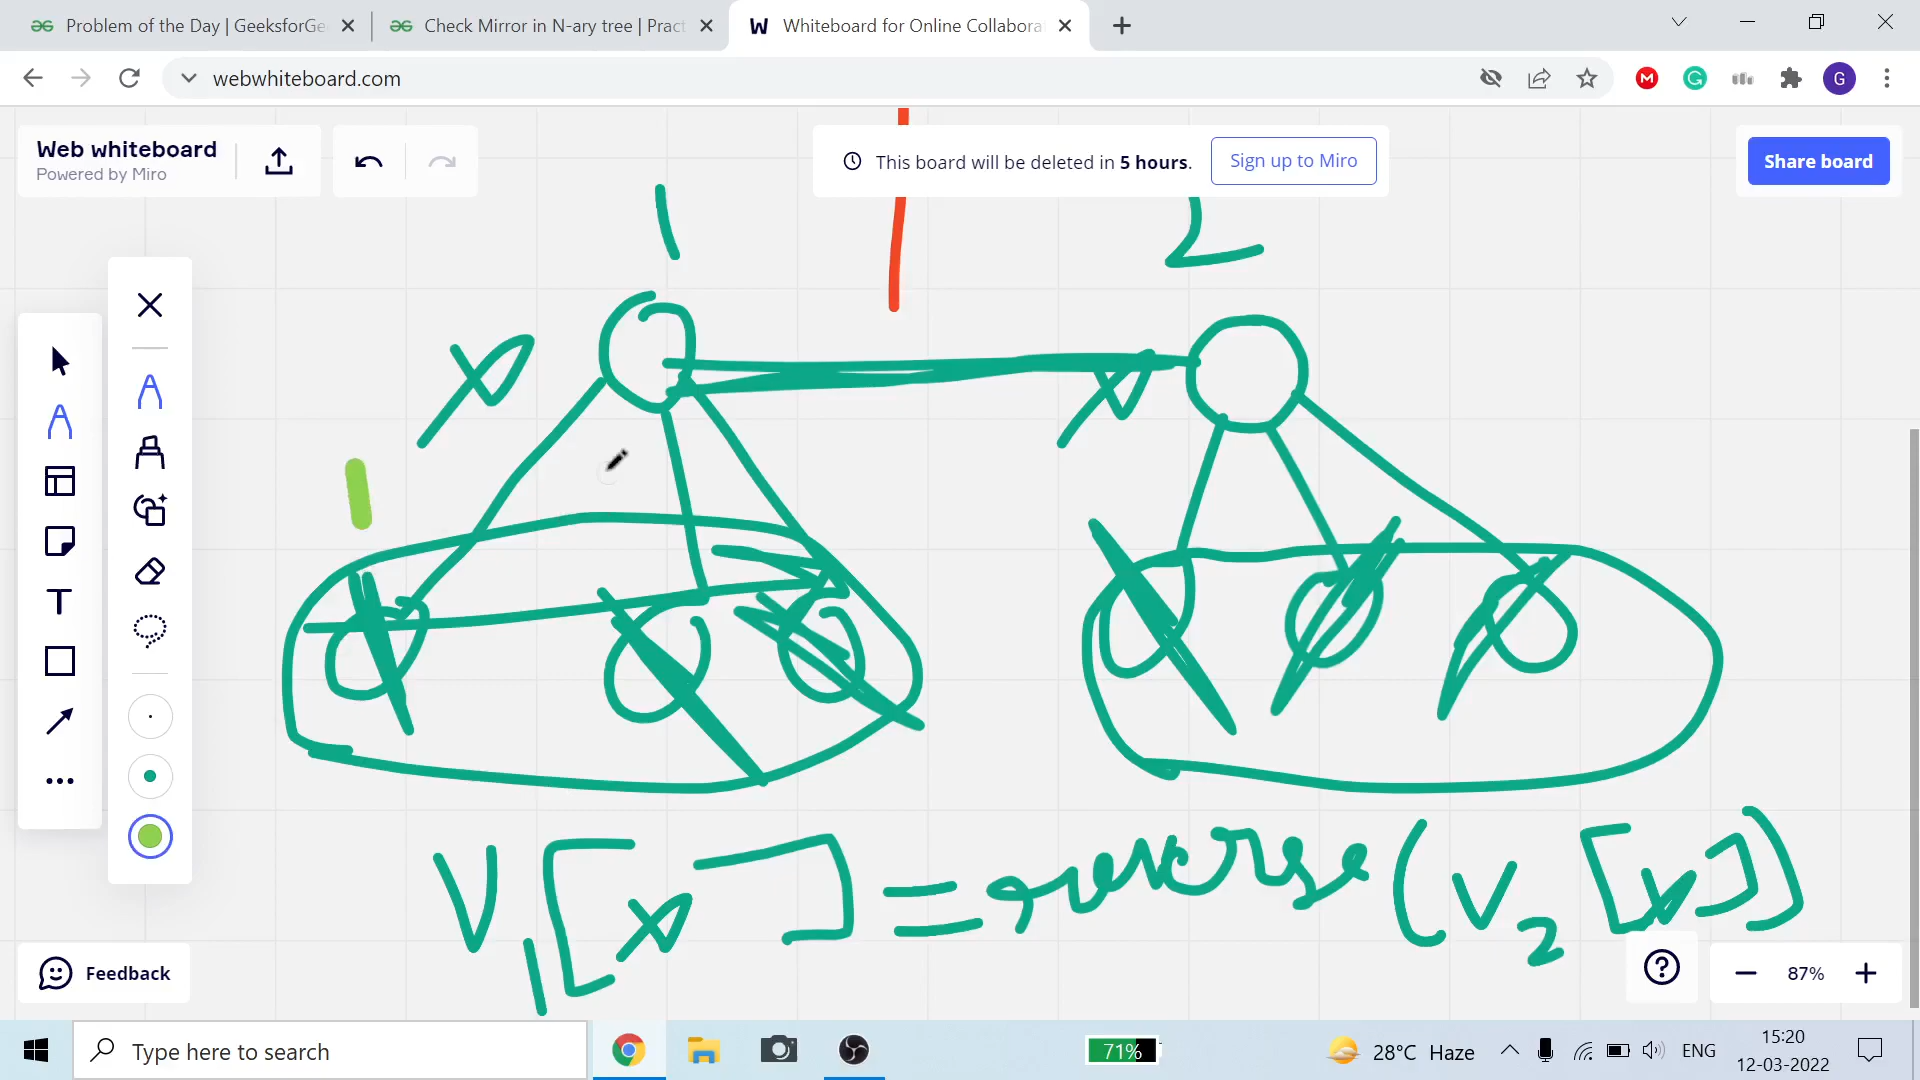 Problem of the Day | GeeksforGe
Check Mirror in N-ary tree | Pract
W Whiteboard for Online Collabora
webwhiteboard.com
M
G
G
Web whiteboard
Powered by Miro
This board will be deleted in 5 hours.
Sign up to Miro
Share board
1
2
T
V1[x] = reverse(V2[x])
Feedback
?
87%
Type here to search
71%
28°C Haze
ENG
15:20
12-03-2022